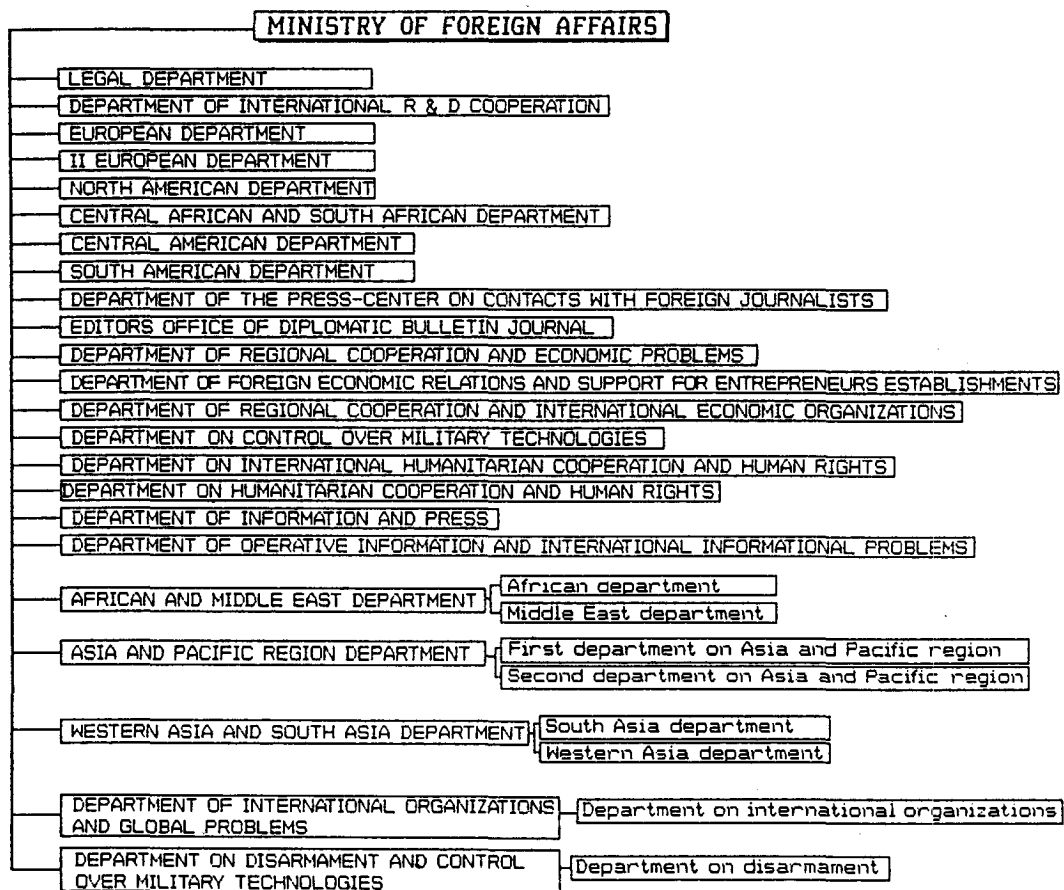 MINISTRY OF FOREIGN AFFAIRS
LEGAL DEPARTMENT
DEPARTMENT OF INTERNATIONAL R & D COOPERATION
EUROPEAN DEPARTMENT
II EUROPEAN DEPARTMENT
NORTH AMERICAN DEPARTMENT
CENTRAL AFRICAN AND SOUTH AFRICAN DEPARTMENT
CENTRAL AMERICAN DEPARTMENT
SOUTH AMERICAN DEPARTMENT
DEPARTMENT OF THE PRESS-CENTER ON CONTACTS WITH FOREIGN JOURNALISTS
EDITORS OFFICE OF DIPLOMATIC BULLETIN JOURNAL
DEPARTMENT OF REGIONAL COOPERATION AND ECONOMIC PROBLEMS
DEPARTMENT OF FOREIGN ECONOMIC RELATIONS AND SUPPORT FOR ENTREPRENEURS ESTABLISHMENTS
DEPARTMENT OF REGIONAL COOPERATION AND INTERNATIONAL ECONOMIC ORGANIZATIONS
DEPARTMENT ON CONTROL OVER MILITARY TECHNOLOGIES
DEPARTMENT ON INTERNATIONAL HUMANITARIAN COOPERATION AND HUMAN RIGHTS
DEPARTMENT ON HUMANITARIAN COOPERATION AND HUMAN RIGHTS
DEPARTMENT OF INFORMATION AND PRESS
DEPARTMENT OF OPERATIVE INFORMATION AND INTERNATIONAL INFORMATIONAL PROBLEMS
AFRICAN AND MIDDLE EAST DEPARTMENT
African department
Middle East department
ASIA AND PACIFIC REGION DEPARTMENT
First department on Asia and Pacific region
Second department on Asia and Pacific region
WESTERN ASIA AND SOUTH ASIA DEPARTMENT
South Asia department
Western Asia department
DEPARTMENT OF INTERNATIONAL ORGANIZATIONS
AND GLOBAL PROBLEMS
Department on international organizations
DEPARTMENT ON DISARMAMENT AND CONTROL
OVER MILITARY TECHNOLOGIES
Department on disarmament